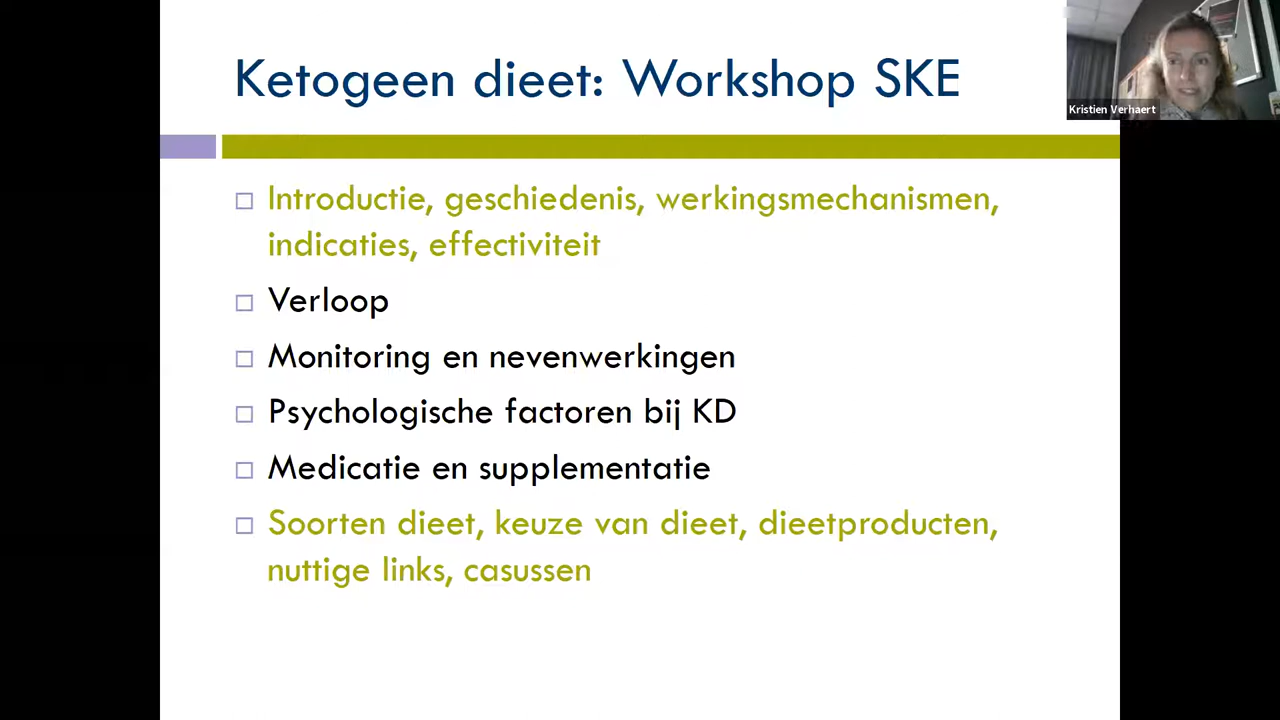 Ketogeen dieet: Workshop SKE
Kristien Verhaert
Introductie, geschiedenis, werkingsmechanismen,
indicaties, effectiviteit
Verloop
Monitoring en nevenwerkingen
Psychologische factoren bij KD
Medicatie en supplementatie
Soorten dieet, keuze van dieet, dieetproducten,
nuttige links, casussen